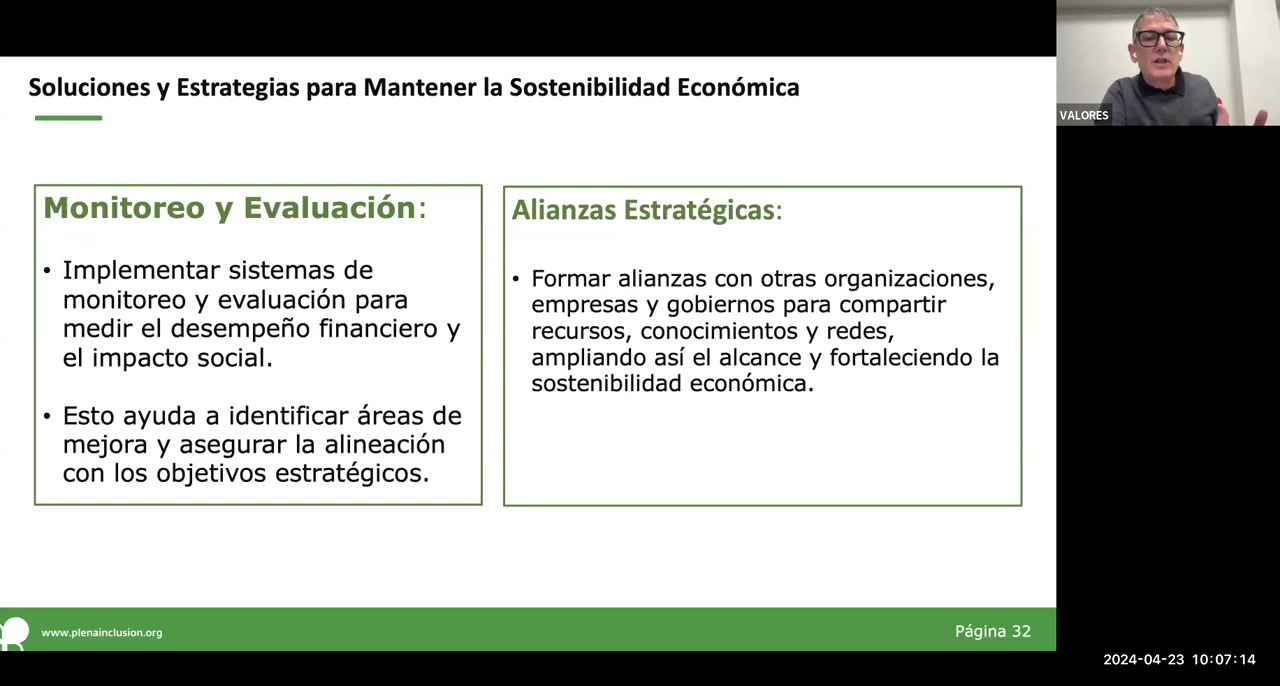 Soluciones y Estrategias para Mantener la Sostenibilidad Económica
VALORES
Monitoreo y Evaluación:
• Implementar sistemas de
monitoreo y evaluación para
medir el desempeño financiero y
el impacto social.
• Esto ayuda a identificar áreas de
mejora y asegurar la alineación
con los objetivos estratégicos.
Alianzas Estratégicas:
• Formar alianzas con otras organizaciones,
empresas y gobiernos para compartir
recursos, conocimientos y redes,
ampliando así el alcance y fortaleciendo la
sostenibilidad económica.
www.plenainclusion.org
Página 32
2024-04-23 10:07:14